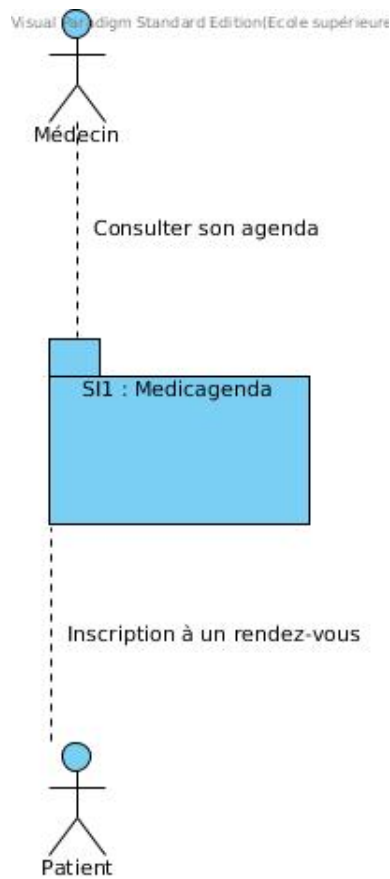 Visual Paradigm Standard Edition(Ecole supérieure
Médecin
Consulter son agenda
SI1 : Medicagenda
Inscription à un rendez-vous
Patient